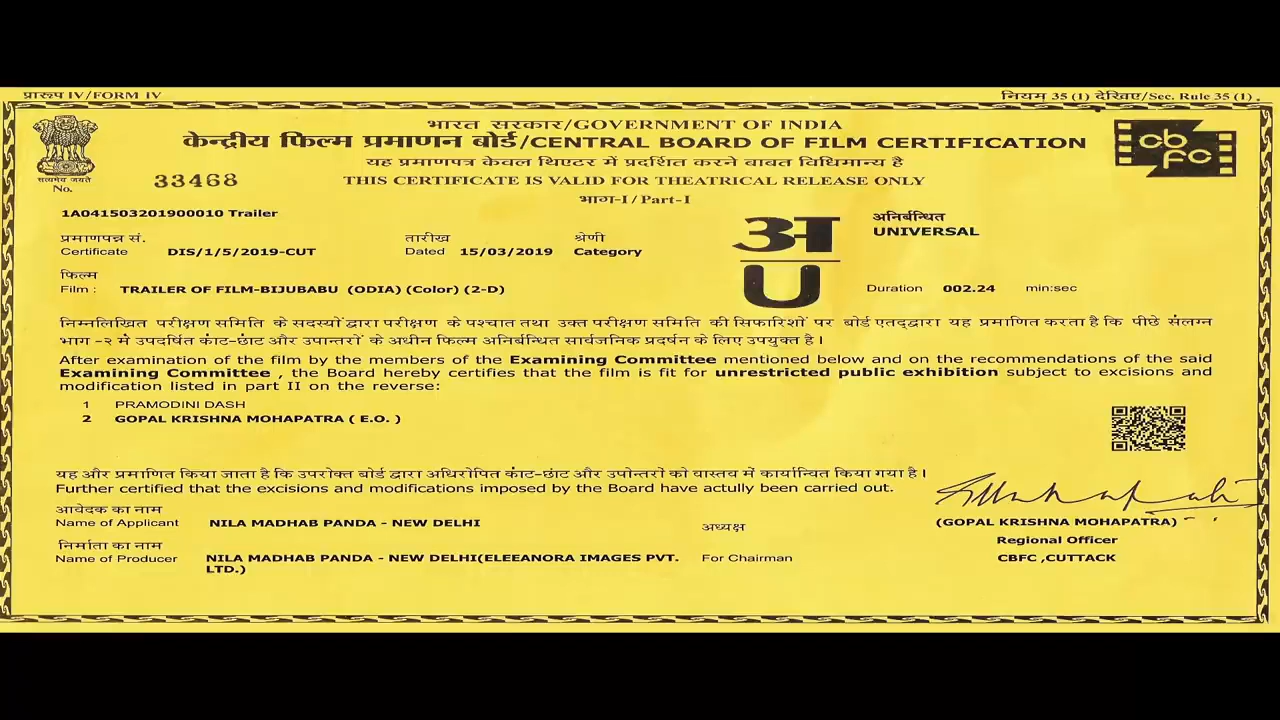 प्रारूप IV/FORM IV
नियम 35 (1) देखिए/Sec. Rule 35 (1) .
भारत सरकार/GOVERNMENT OF INDIA
केन्द्रीय फिल्म प्रमाणन बोर्ड/CENTRAL BOARD OF FILM CERTIFICATION
cb
fc
यह प्रमाणपत्र केवल थिएटर में प्रदर्शित करने बाबत विधिमान्य है
सत्यमेव जयते
No. 33468
THIS CERTIFICATE IS VALID FOR THEATRICAL RELEASE ONLY
भाग-I / Part-I
1A041503201900010 Trailer
अ
U
अनिर्बन्धित
UNIVERSAL
प्रमाणपन्न सं. तारीख श्रेणी
Certificate DIS/1/5/2019-CUT Dated 15/03/2019 Category
फिल्म
Film : TRAILER OF FILM-BIJUBABU (ODIA) (Color) (2-D)
Duration 002.24 min:sec
निम्नलिखित परीक्षण समिति के सदस्यों द्वारा परीक्षण के पश्चात तथा उक्त परीक्षण समिति की सिफारिशों पर बोर्ड एतद्द्वारा यह प्रमाणित करता है कि पीछे संलग्न
भाग -२ में उपदर्षित कांट-छांट और उपान्तरों के अधीन फिल्म अनिर्बन्धित सार्वजनिक प्रदर्षन के लिए उपयुक्त है।
After examination of the film by the members of the Examining Committee mentioned below and on the recommendations of the said
Examining Committee , the Board hereby certifies that the film is fit for unrestricted public exhibition subject to excisions and
modification listed in part II on the reverse:
1 PRAMODINI DASH
2 GOPAL KRISHNA MOHAPATRA ( E.O. )
यह और प्रमाणित किया जाता है कि उपरोक्त बोर्ड द्वारा अधिरोपित कांट-छांट और उपोन्तरों को वास्तव में कार्यान्वित किया गया है।
Further certified that the excisions and modifications imposed by the Board have actully been carried out.
आवेदक का नाम
Name of Applicant NILA MADHAB PANDA - NEW DELHI
अध्यक्ष
(GOPAL KRISHNA MOHAPATRA)
Regional Officer
निर्माता का नाम
Name of Producer NILA MADHAB PANDA - NEW DELHI(ELEEANORA IMAGES PVT.
LTD.)
For Chairman
CBFC ,CUTTACK